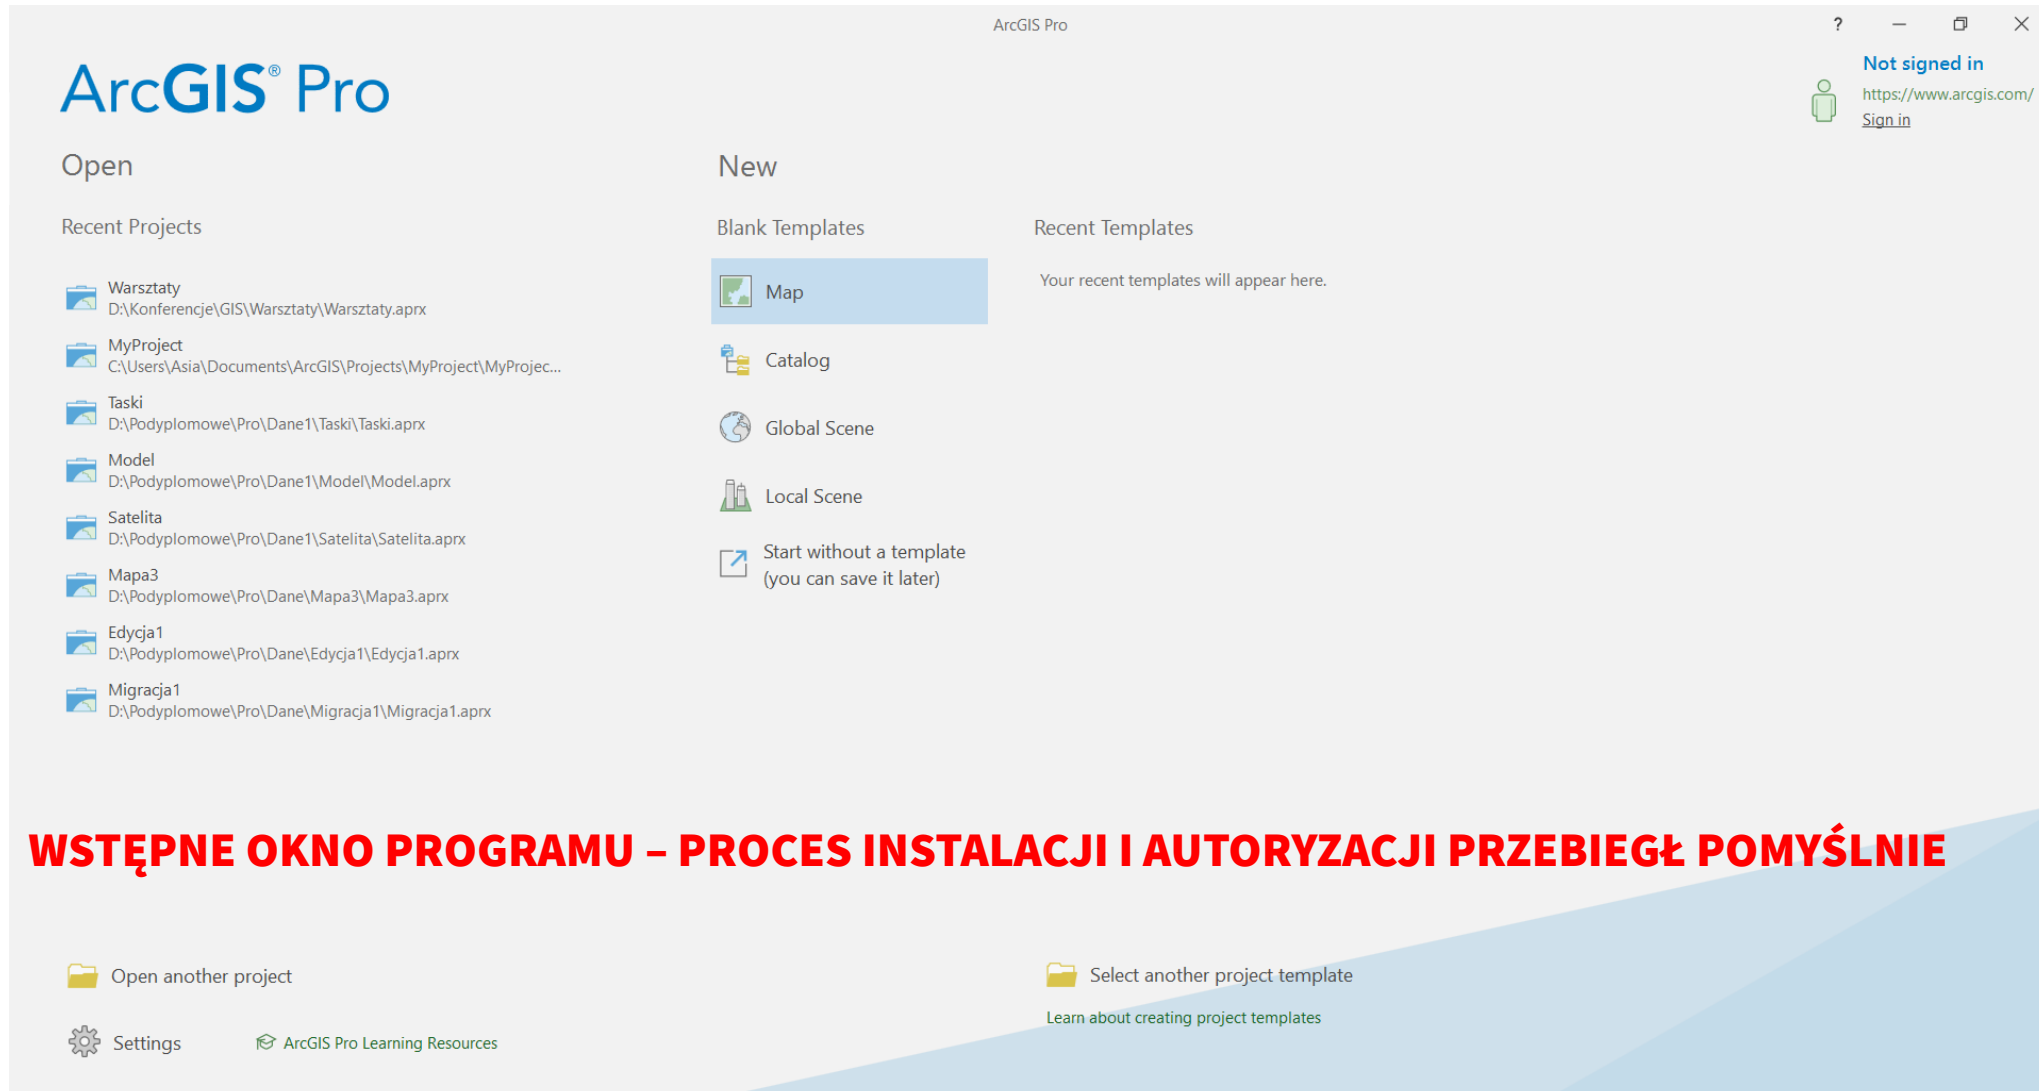 ArcGIS Pro
?
Not signed in
https://www.arcgis.com/
Sign in
ArcGIS® Pro
Open
Recent Projects
Warsztaty
D:\Konferencje\GIS\Warsztaty\Warsztaty.aprx
MyProject
C:\Users\Asia\Documents\ArcGIS\Projects\MyProject\MyProjec...
Taski
D:\Podyplomowe\Pro\Dane1\Taski\Taski.aprx
Model
D:\Podyplomowe\Pro\Dane1\Model\Model.aprx
Satelita
D:\Podyplomowe\Pro\Dane1\Satelita\Satelita.aprx
Mapa3
D:\Podyplomowe\Pro\Dane\Mapa3\Mapa3.aprx
Edycja1
D:\Podyplomowe\Pro\Dane\Edycja1\Edycja1.aprx
Migracja1
D:\Podyplomowe\Pro\Dane\Migracja1\Migracja1.aprx
New
Blank Templates
Map
Catalog
Global Scene
Local Scene
Start without a template
(you can save it later)
Recent Templates
Your recent templates will appear here.
WSTĘPNE OKNO PROGRAMU – PROCES INSTALACJI I AUTORYZACJI PRZEBIEGŁ POMYŚLNIE
Open another project
Settings
ArcGIS Pro Learning Resources
Select another project template
Learn about creating project templates